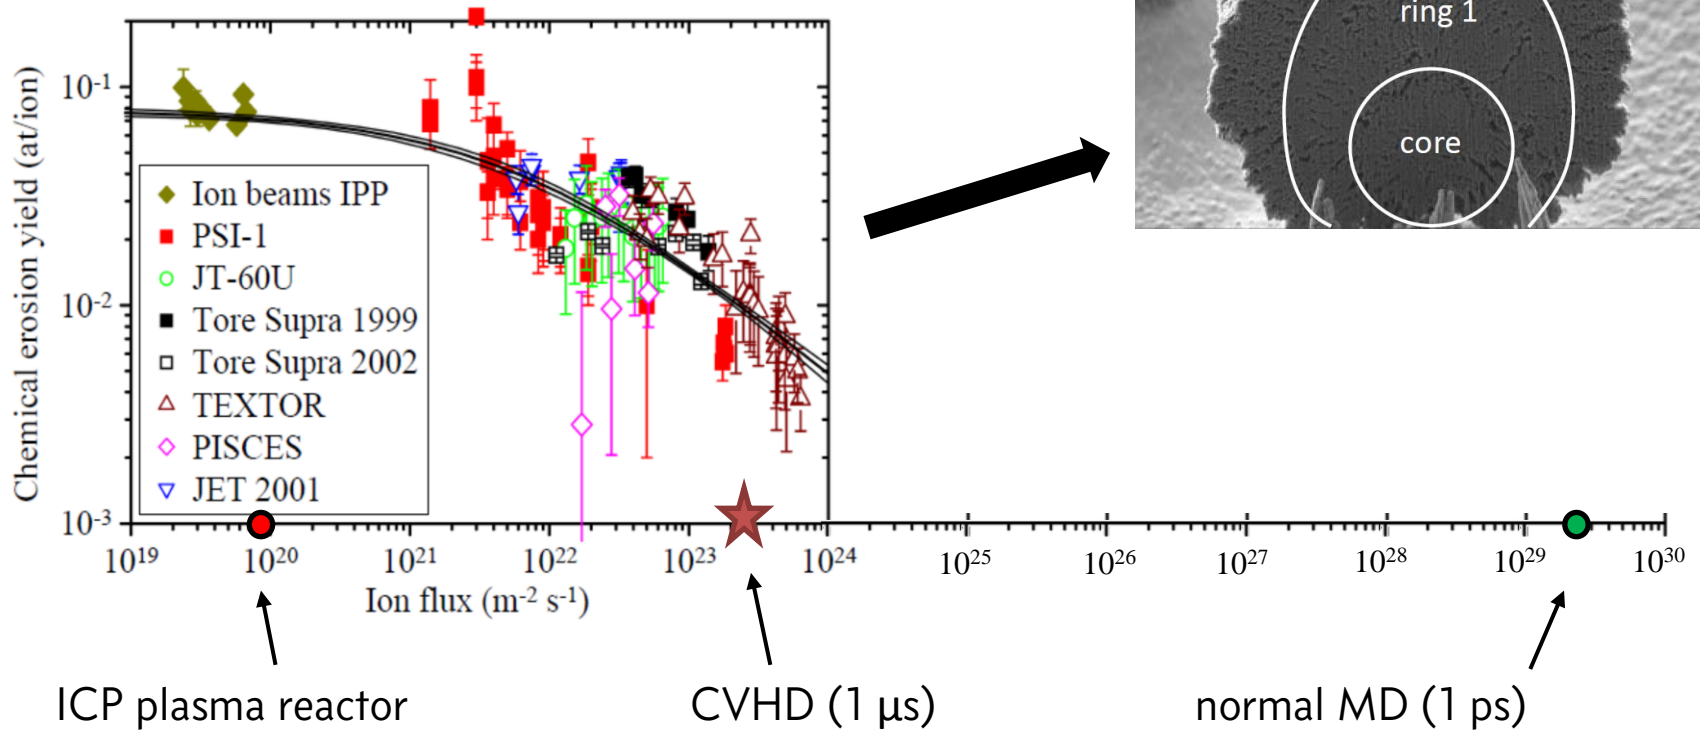 ring 1
core
Chemical erosion yield (at/ion)
10⁻¹
10⁻²
10⁻³
Ion beams IPP
PSI-1
JT-60U
Tore Supra 1999
Tore Supra 2002
TEXTOR
PISCES
JET 2001
10¹⁹ 10²⁰ 10²¹ 10²² 10²³ 10²⁴ 10²⁵ 10²⁶ 10²⁷ 10²⁸ 10²⁹ 10³⁰
Ion flux (m⁻² s⁻¹)
ICP plasma reactor
CVHD (1 μs)
normal MD (1 ps)